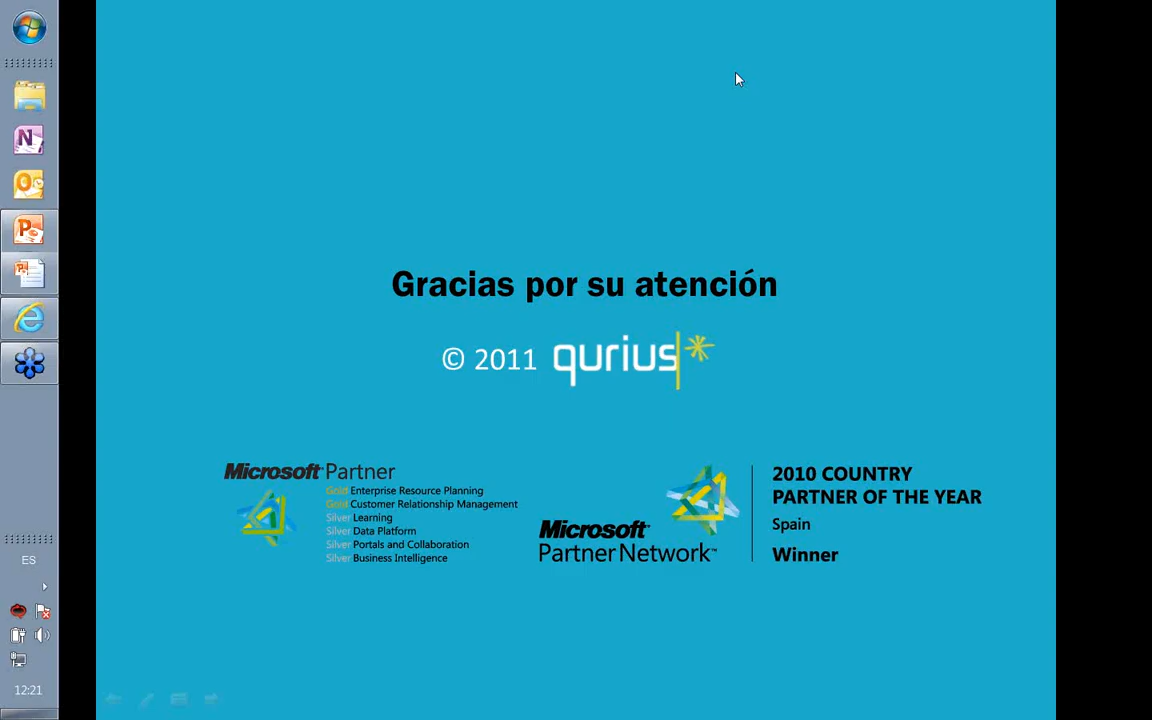 Gracias por su atención
© 2011 qurius
Microsoft Partner
Gold Enterprise Resource Planning
Gold Customer Relationship Management
Silver Learning
Silver Data Platform
Silver Portals and Collaboration
Silver Business Intelligence
Microsoft
Partner Network™
2010 COUNTRY
PARTNER OF THE YEAR
Spain
Winner
ES
12:21